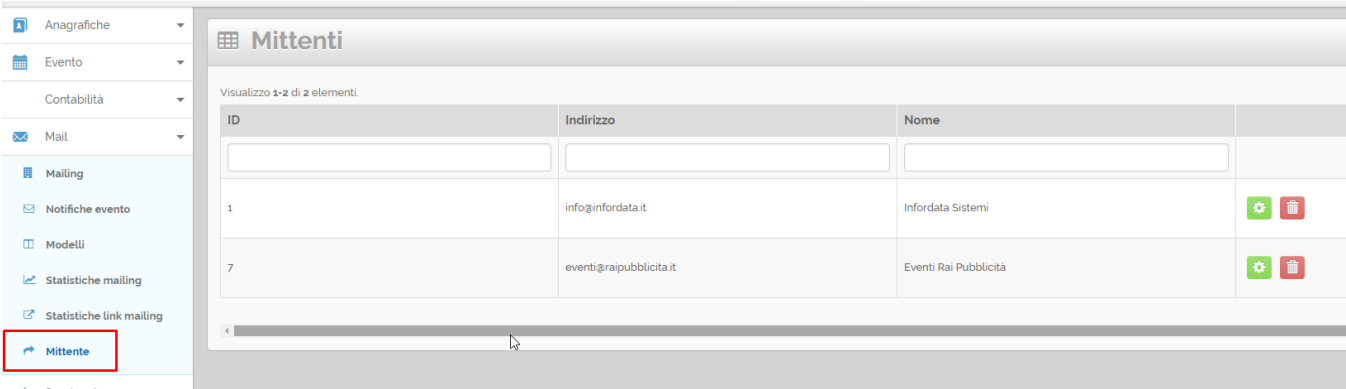 Anagrafiche
Evento
Contabilità
Mail
Mailing
Notifiche evento
Modelli
Statistiche mailing
Statistiche link mailing
Mittente
Mittenti
Visualizzo 1-2 di 2 elementi.
ID Indirizzo Nome
1 info@infordata.it Infordata Sistemi
7 eventi@raipubblicita.it Eventi Rai Pubblicità